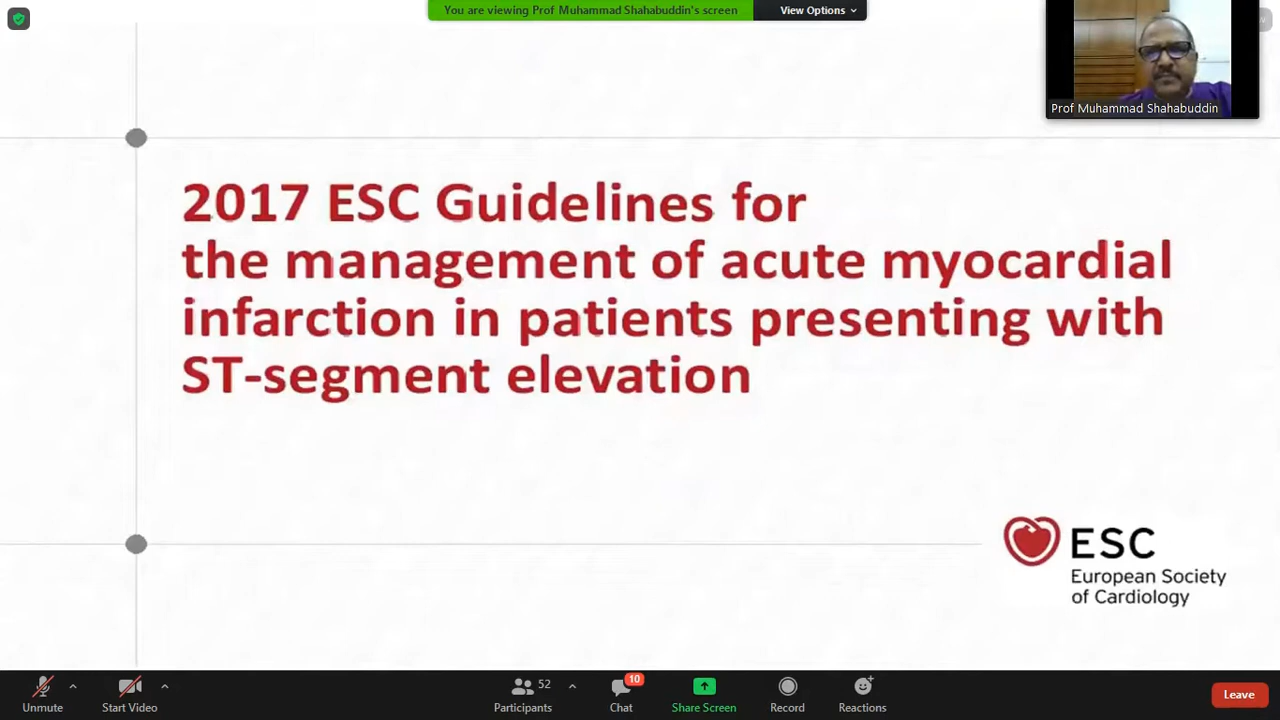 You are viewing Prof Muhammad Shahabuddin's screen
View Options
Prof Muhammad Shahabuddin
2017 ESC Guidelines for
the management of acute myocardial
infarction in patients presenting with
ST-segment elevation
ESC
European Society
of Cardiology
Unmute
Start Video
52
Participants
10
Chat
Share Screen
Record
Reactions
Leave